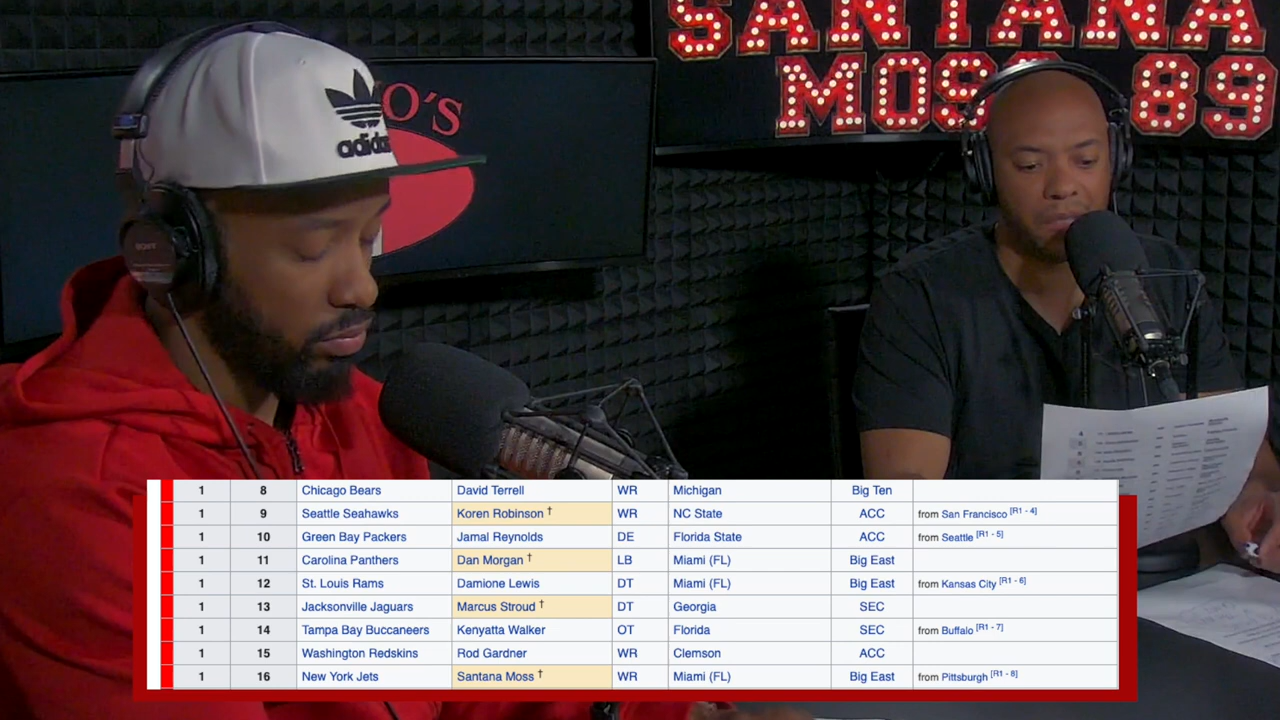 SANTANA
MOSS 89
O'S
adidas
SONY
1 8 Chicago Bears David Terrell WR Michigan Big Ten
1 9 Seattle Seahawks Koren Robinson † WR NC State ACC from San Francisco [R1 - 4]
1 10 Green Bay Packers Jamal Reynolds DE Florida State ACC from Seattle [R1 - 5]
1 11 Carolina Panthers Dan Morgan † LB Miami (FL) Big East
1 12 St. Louis Rams Damione Lewis DT Miami (FL) Big East from Kansas City [R1 - 6]
1 13 Jacksonville Jaguars Marcus Stroud † DT Georgia SEC
1 14 Tampa Bay Buccaneers Kenyatta Walker OT Florida SEC from Buffalo [R1 - 7]
1 15 Washington Redskins Rod Gardner WR Clemson ACC
1 16 New York Jets Santana Moss † WR Miami (FL) Big East from Pittsburgh [R1 - 8]